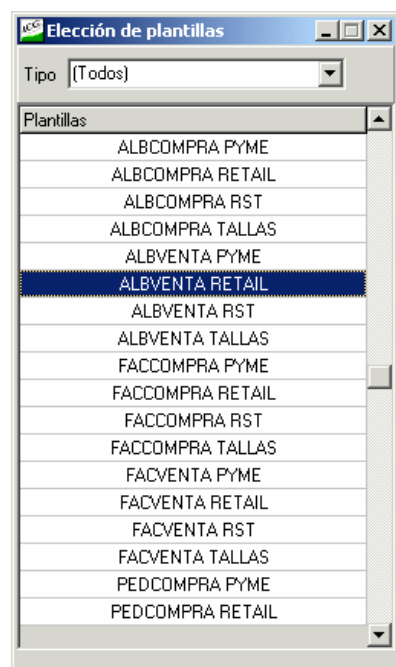 ICG Elección de plantillas
Tipo (Todos)
Plantillas
ALBCOMPRA PYME
ALBCOMPRA RETAIL
ALBCOMPRA RST
ALBCOMPRA TALLAS
ALBVENTA PYME
ALBVENTA RETAIL
ALBVENTA RST
ALBVENTA TALLAS
FACCOMPRA PYME
FACCOMPRA RETAIL
FACCOMPRA RST
FACCOMPRA TALLAS
FACVENTA PYME
FACVENTA RETAIL
FACVENTA RST
FACVENTA TALLAS
PEDCOMPRA PYME
PEDCOMPRA RETAIL